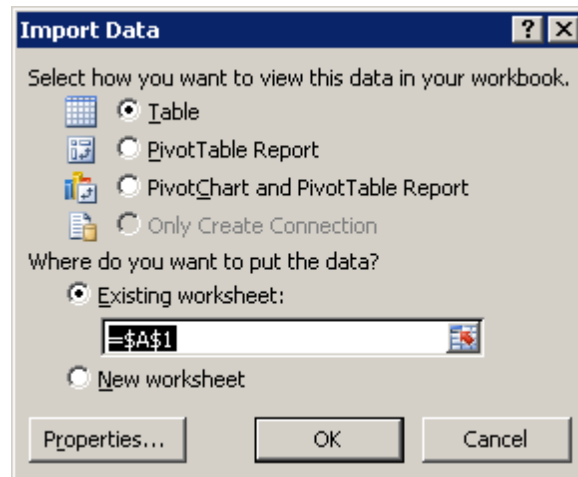 Import Data
Select how you want to view this data in your workbook.
Table
PivotTable Report
PivotChart and PivotTable Report
Only Create Connection
Where do you want to put the data?
Existing worksheet:
=$A$1
New worksheet
Properties... OK Cancel